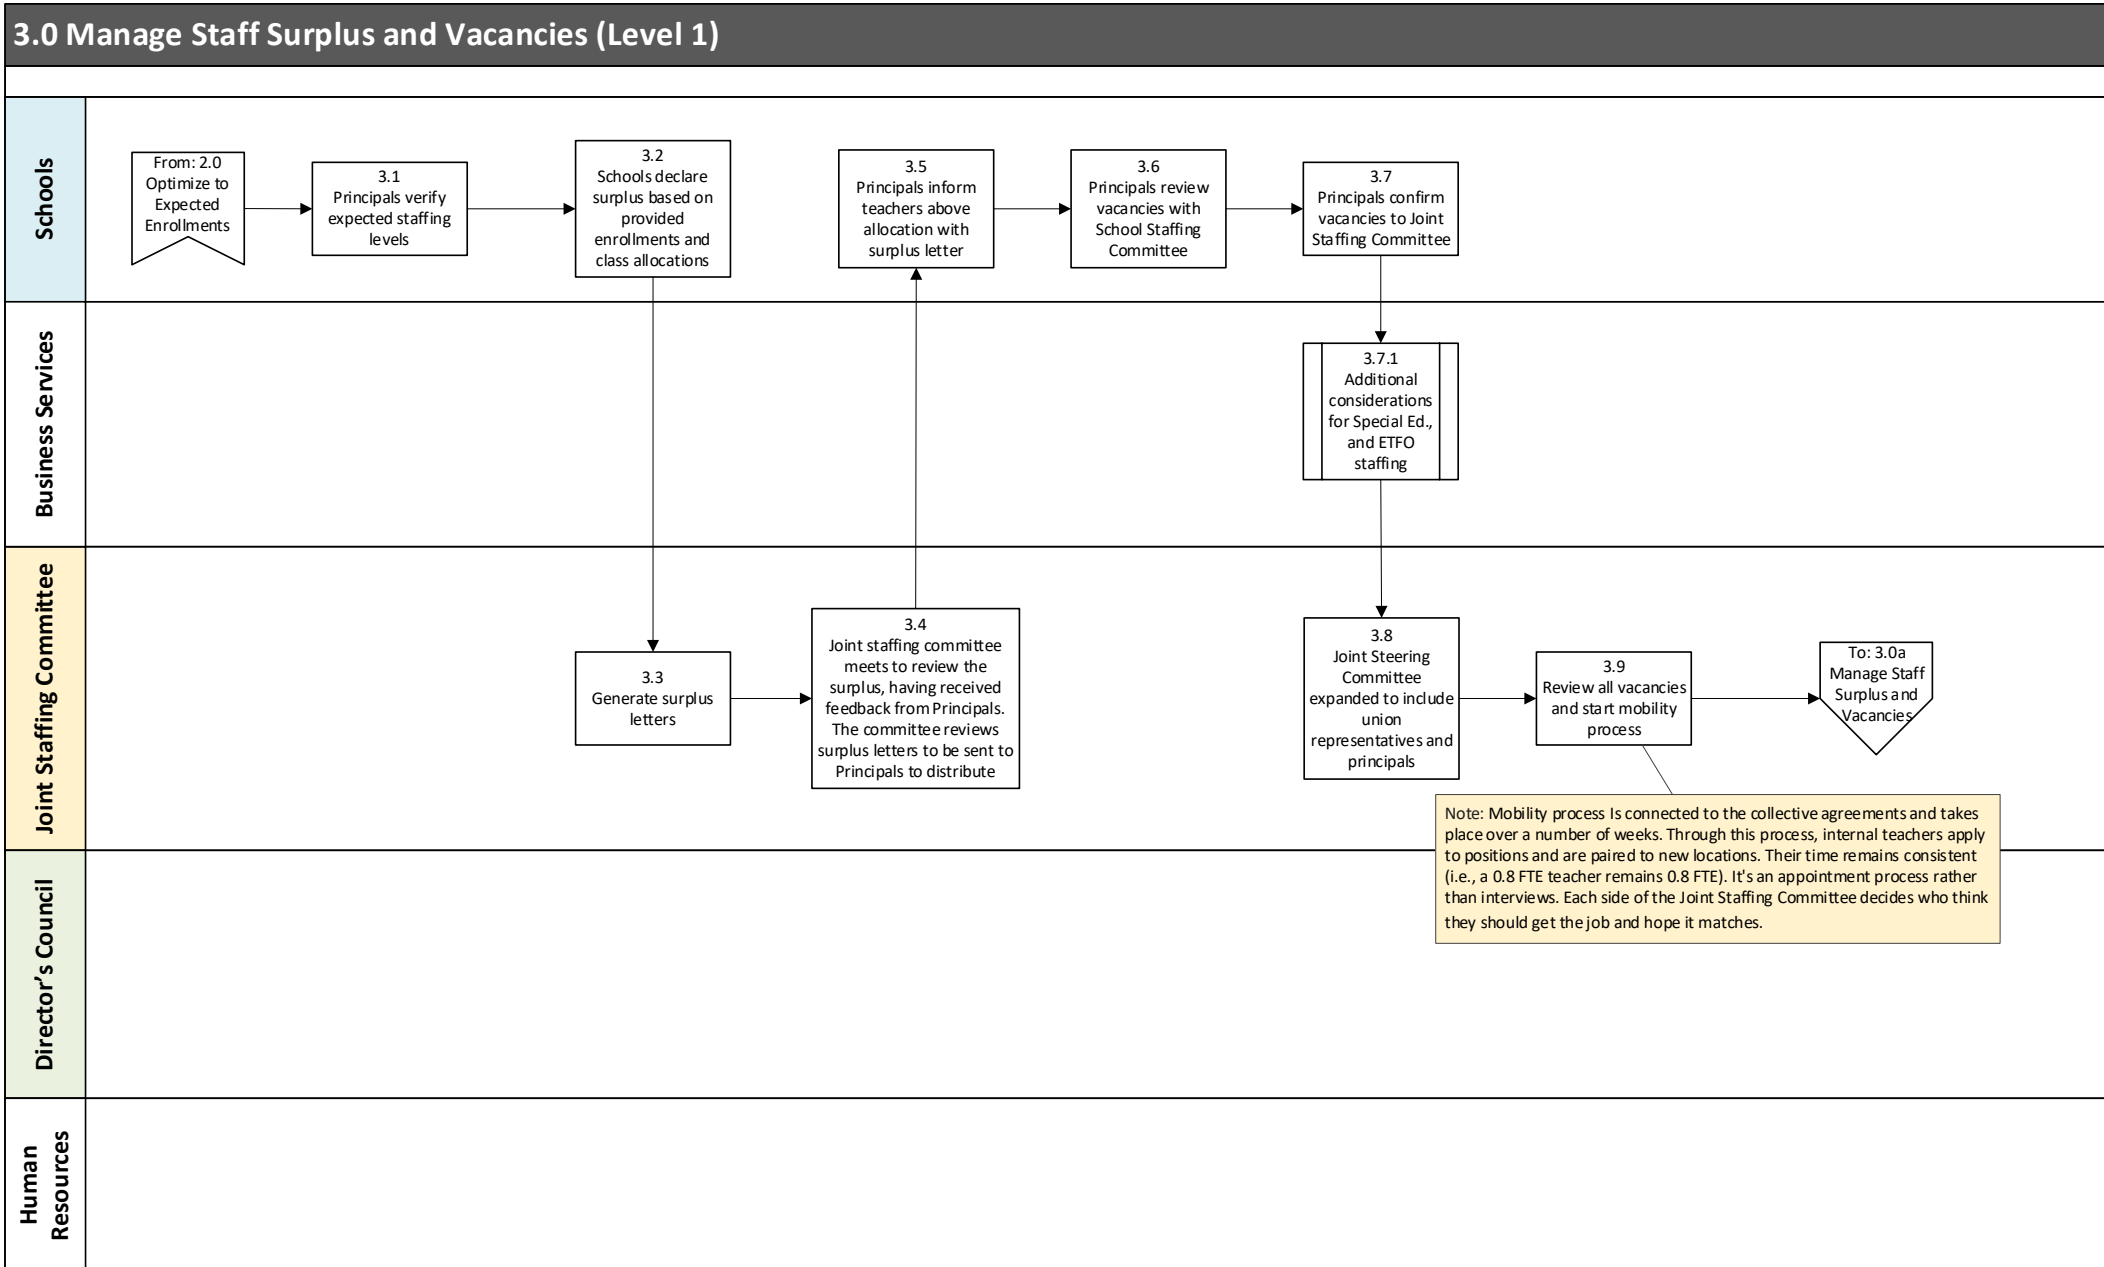 3.0 Manage Staff Surplus and Vacancies (Level 1)
Schools
From: 2.0
Optimize to
Expected
Enrollments
3.1
Principals verify
expected staffing
levels
3.2
Schools declare
surplus based on
provided
enrollments and
class allocations
3.5
Principals inform
teachers above
allocation with
surplus letter
3.6
Principals review
vacancies with
School Staffing
Committee
3.7
Principals confirm
vacancies to Joint
Staffing Committee
Business Services
3.7.1
Additional
considerations
for Special Ed.,
and ETFO
staffing
Joint Staffing Committee
3.3
Generate surplus
letters
3.4
Joint staffing committee
meets to review the
surplus, having received
feedback from Principals.
The committee reviews
surplus letters to be sent to
Principals to distribute
3.8
Joint Steering
Committee
expanded to include
union
representatives and
principals
3.9
Review all vacancies
and start mobility
process
To: 3.0a
Manage Staff
Surplus and
Vacancies
Note: Mobility process Is connected to the collective agreements and takes
place over a number of weeks. Through this process, internal teachers apply
to positions and are paired to new locations. Their time remains consistent
(i.e., a 0.8 FTE teacher remains 0.8 FTE). It's an appointment process rather
than interviews. Each side of the Joint Staffing Committee decides who think
they should get the job and hope it matches.
Director's Council
Human
Resources